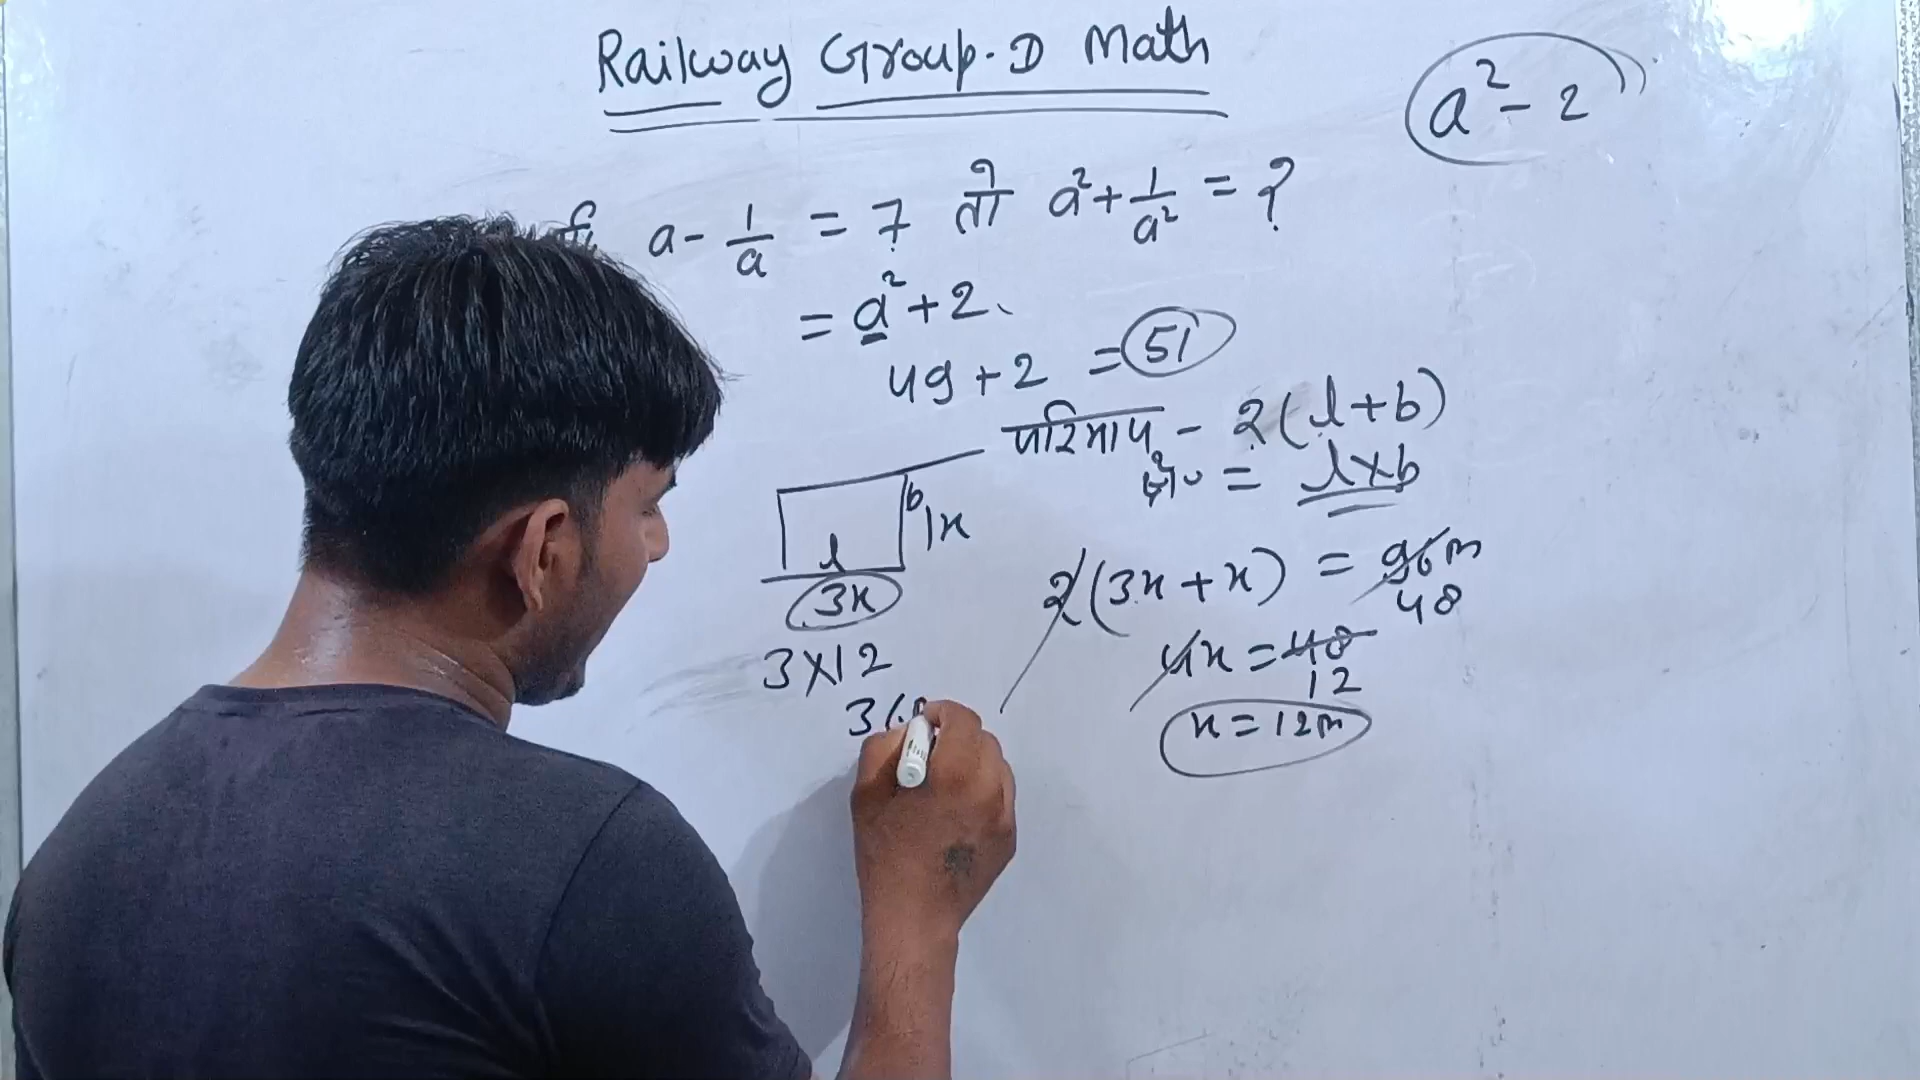 Railway Group-D Math
a² - 2
a - 1/a = 7 तो a² + 1/a² = ?
= a² + 2
49 + 2 = 51
परिमाप - 2(l+b)
क्षे० = l×b
b 1x
l
3x
2(3x+x) = 96m
48
4x = 48
12
x = 12m
3×12
36